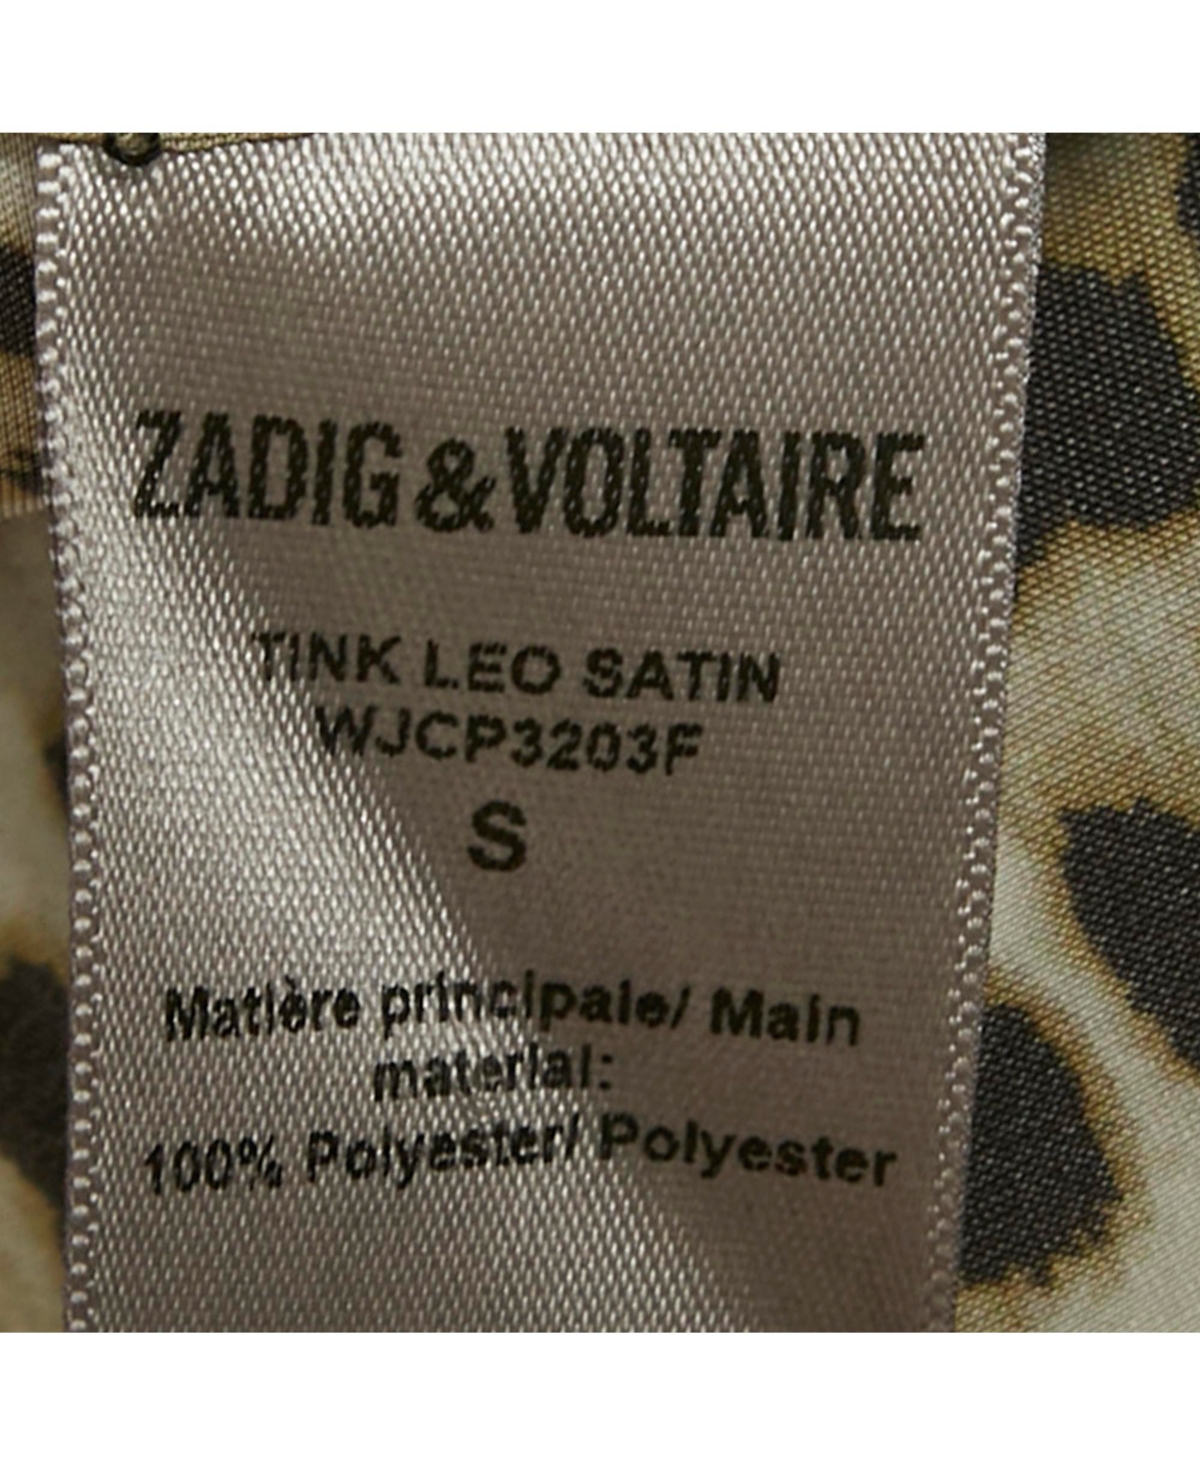 ZADIG&VOLTAIRE
TINK LEO SATIN
WJCP3203F
S
Matière principale/ Main
material:
100% Polyester/ Polyester